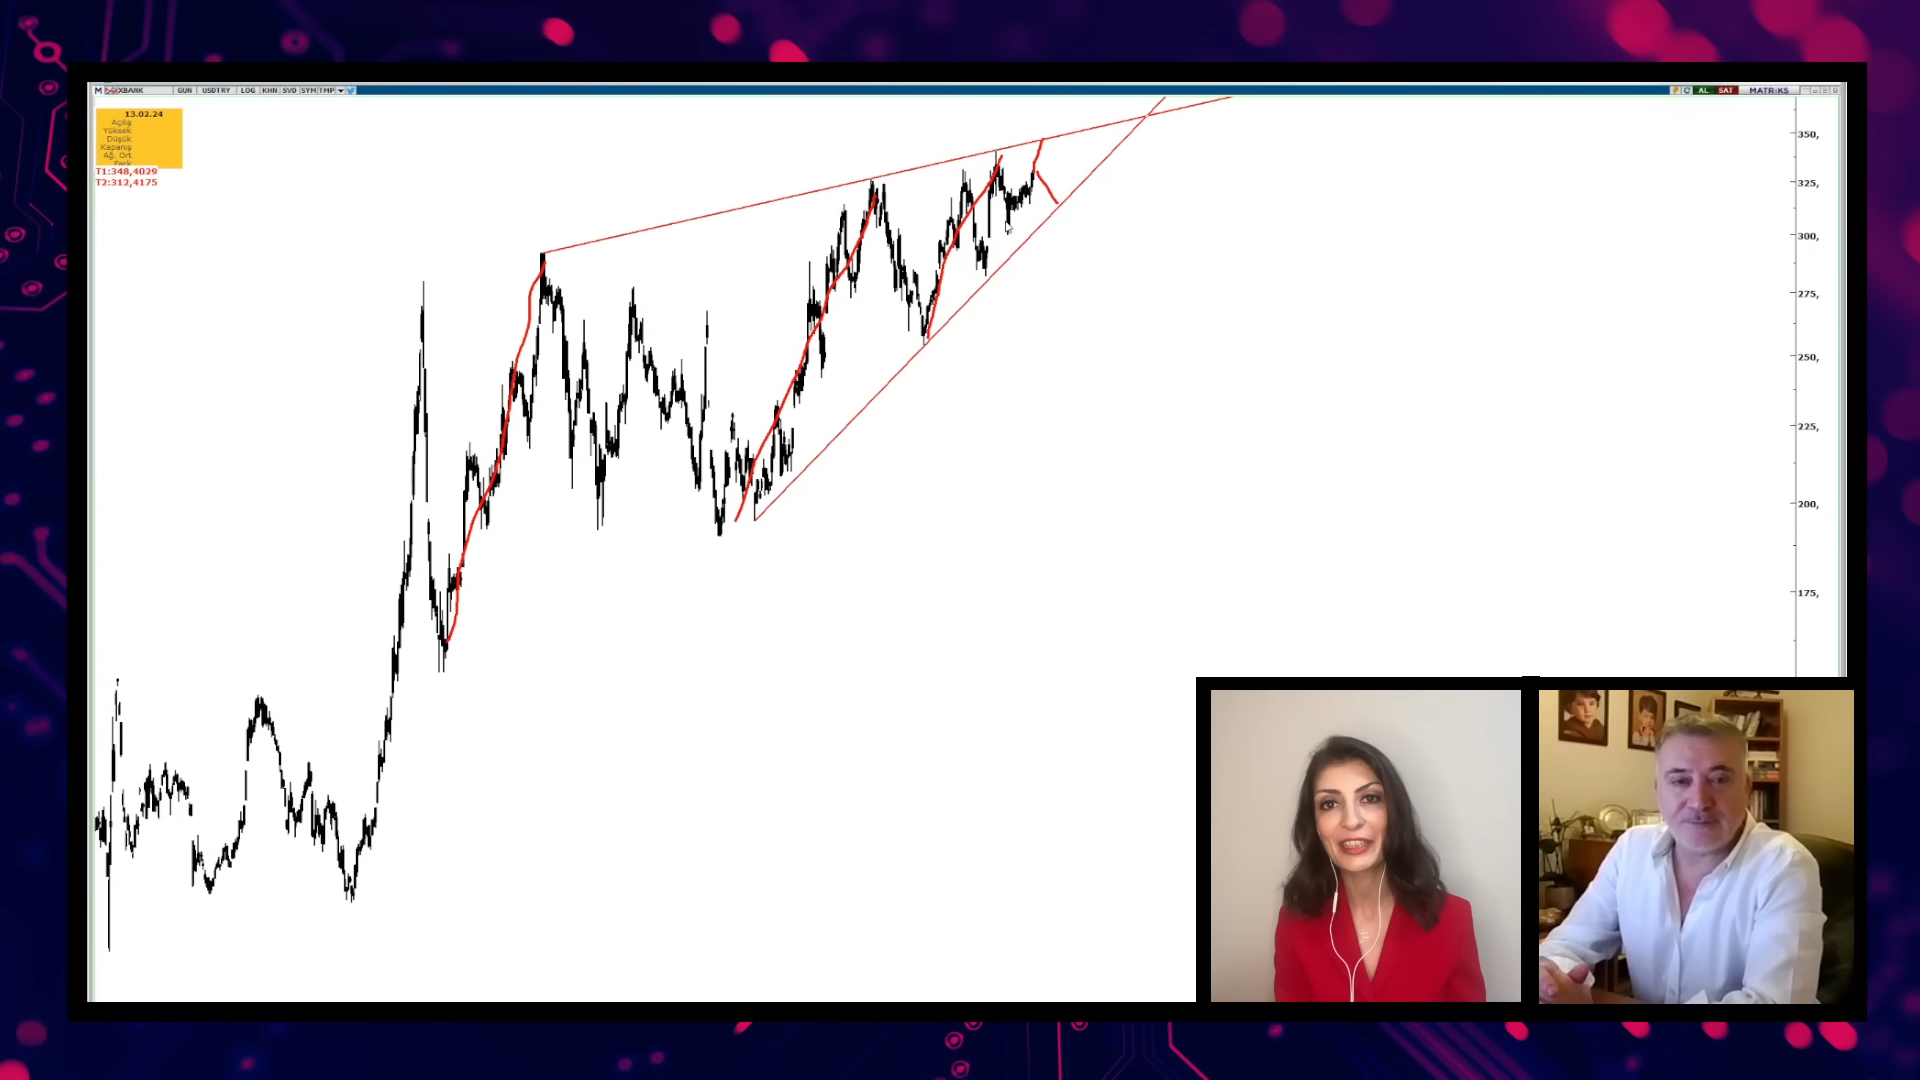 M XBANK GUN USDTRY LOG KHN SVD SYM TMP AL SAT MATRİKS
13.02.24
Açılış
Yüksek
Düşük
Kapanış
Ağ. Ort
Fark
T1:348,4029
T2:312,4175
350,
325,
300,
275,
250,
225,
200,
175,